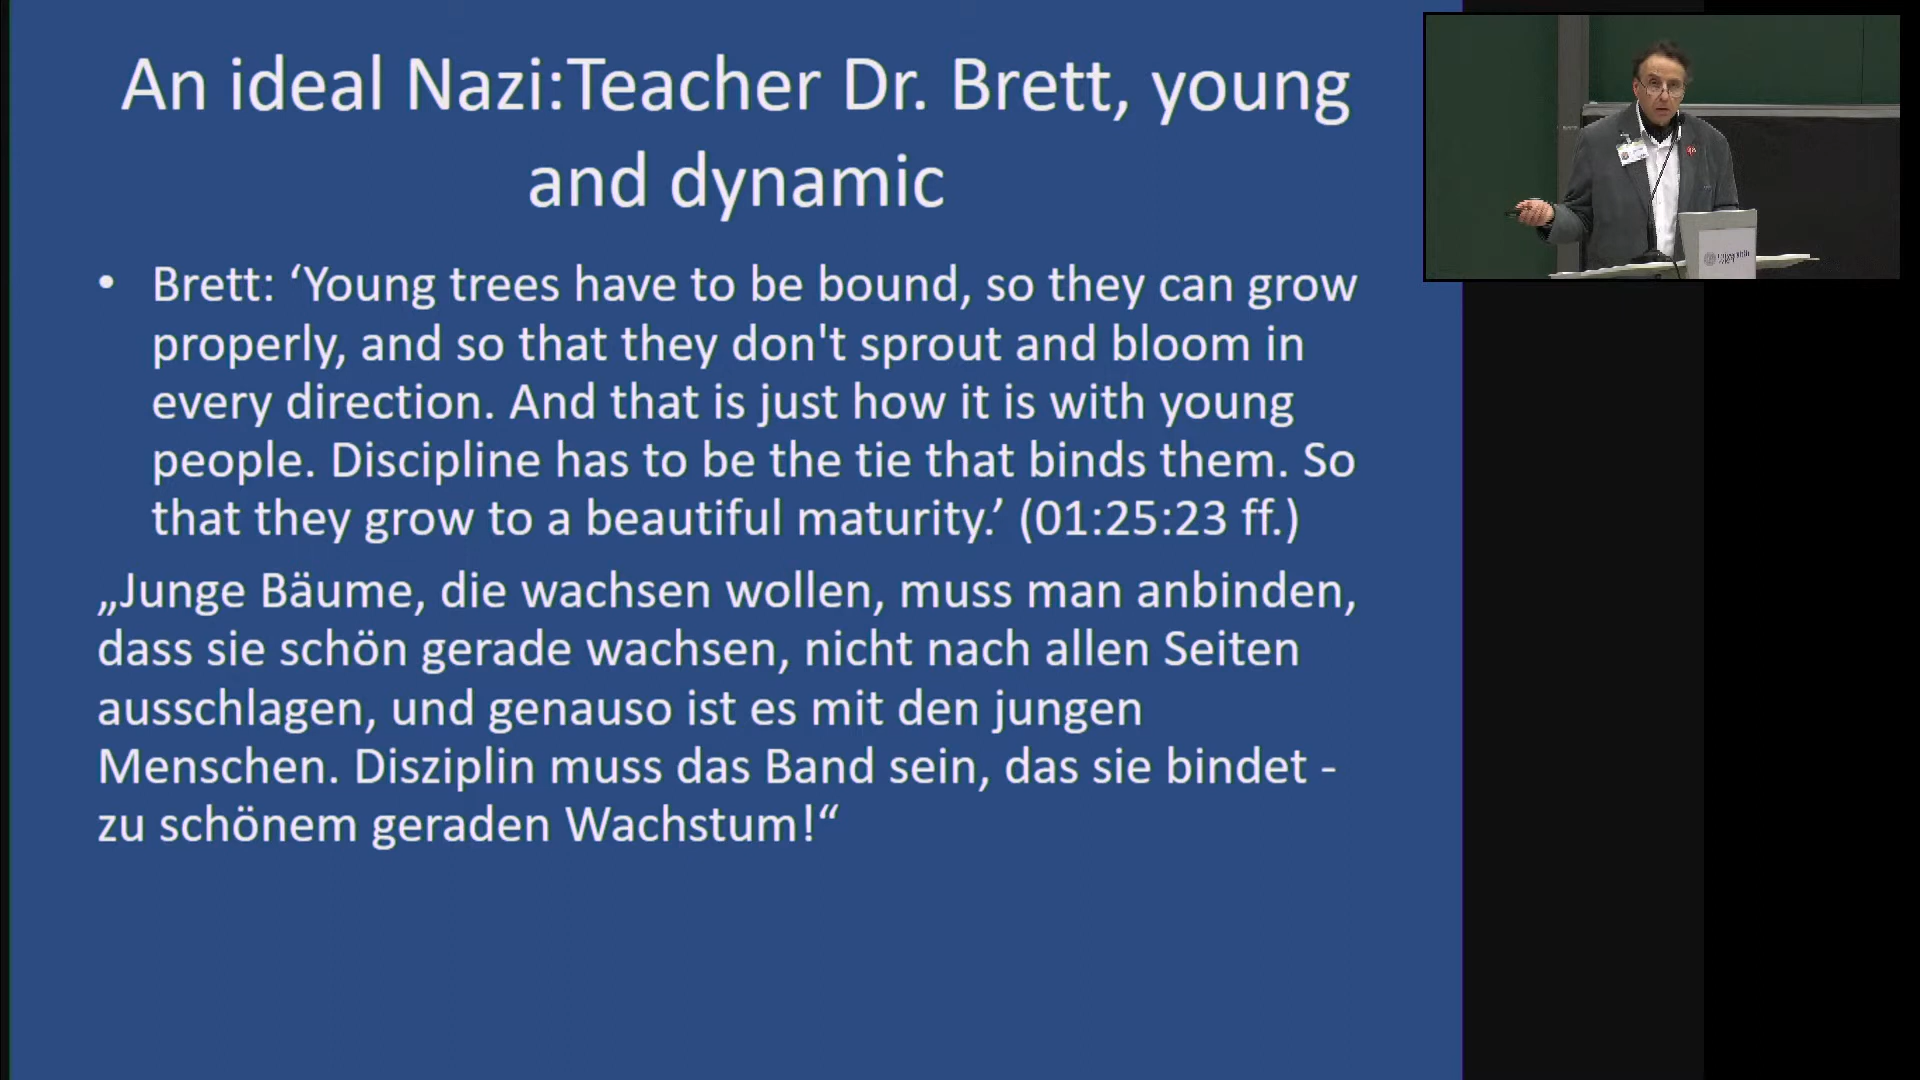 An ideal Nazi:Teacher Dr. Brett, young
and dynamic
• Brett: ‘Young trees have to be bound, so they can grow
properly, and so that they don't sprout and bloom in
every direction. And that is just how it is with young
people. Discipline has to be the tie that binds them. So
that they grow to a beautiful maturity.’ (01:25:23 ff.)
„Junge Bäume, die wachsen wollen, muss man anbinden,
dass sie schön gerade wachsen, nicht nach allen Seiten
ausschlagen, und genauso ist es mit den jungen
Menschen. Disziplin muss das Band sein, das sie bindet -
zu schönem geraden Wachstum!“